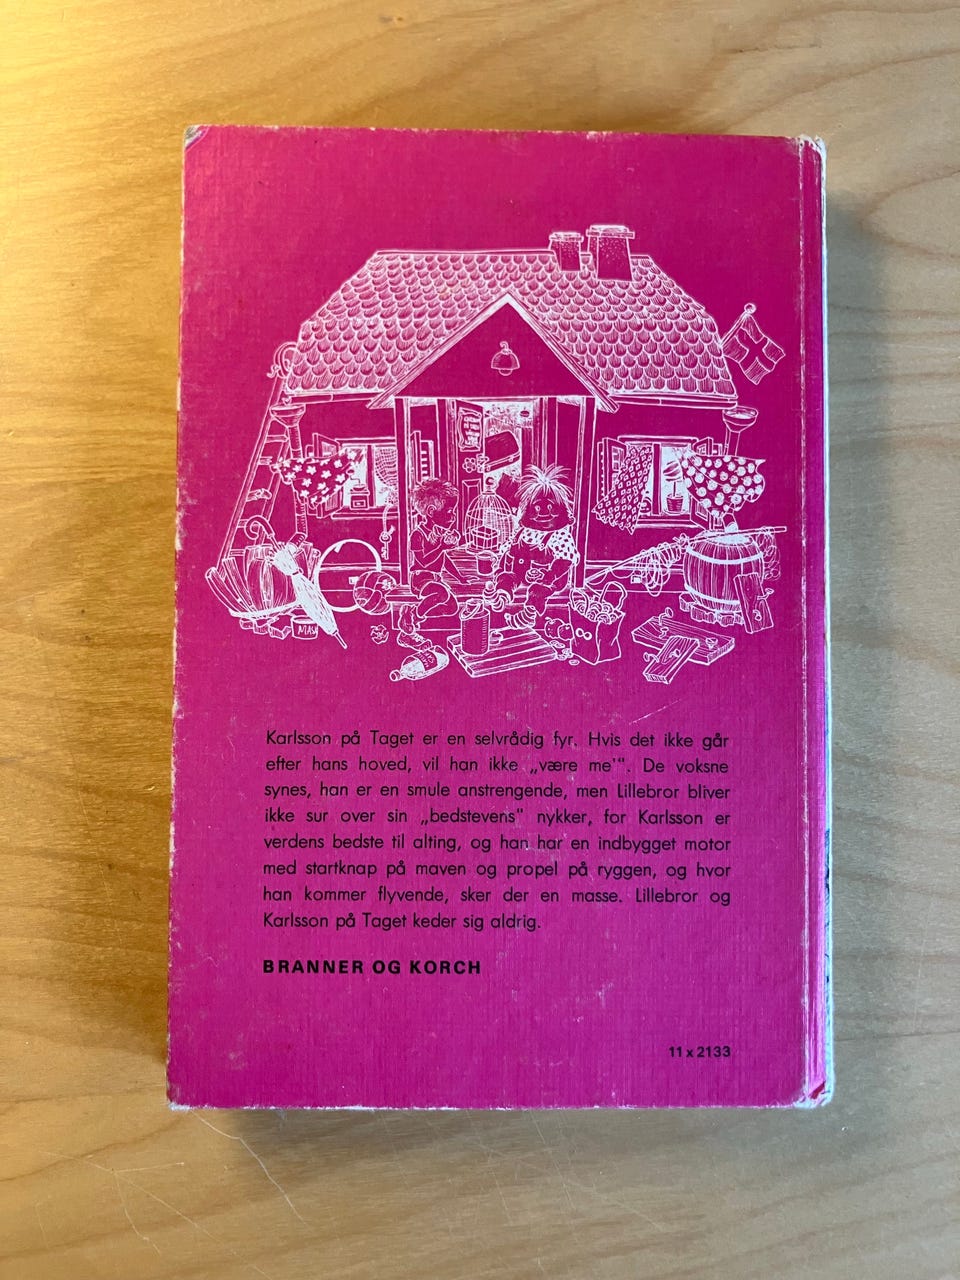 MASK
Karlsson på Taget er en selvrådig fyr. Hvis det ikke går
efter hans hoved, vil han ikke „være me'“. De voksne
synes, han er en smule anstrengende, men Lillebror bliver
ikke sur over sin „bedstevens" nykker, for Karlsson er
verdens bedste til alting, og han har en indbygget motor
med startknap på maven og propel på ryggen, og hvor
han kommer flyvende, sker der en masse. Lillebror og
Karlsson på Taget keder sig aldrig.
BRANNER OG KORCH
11 x 2133